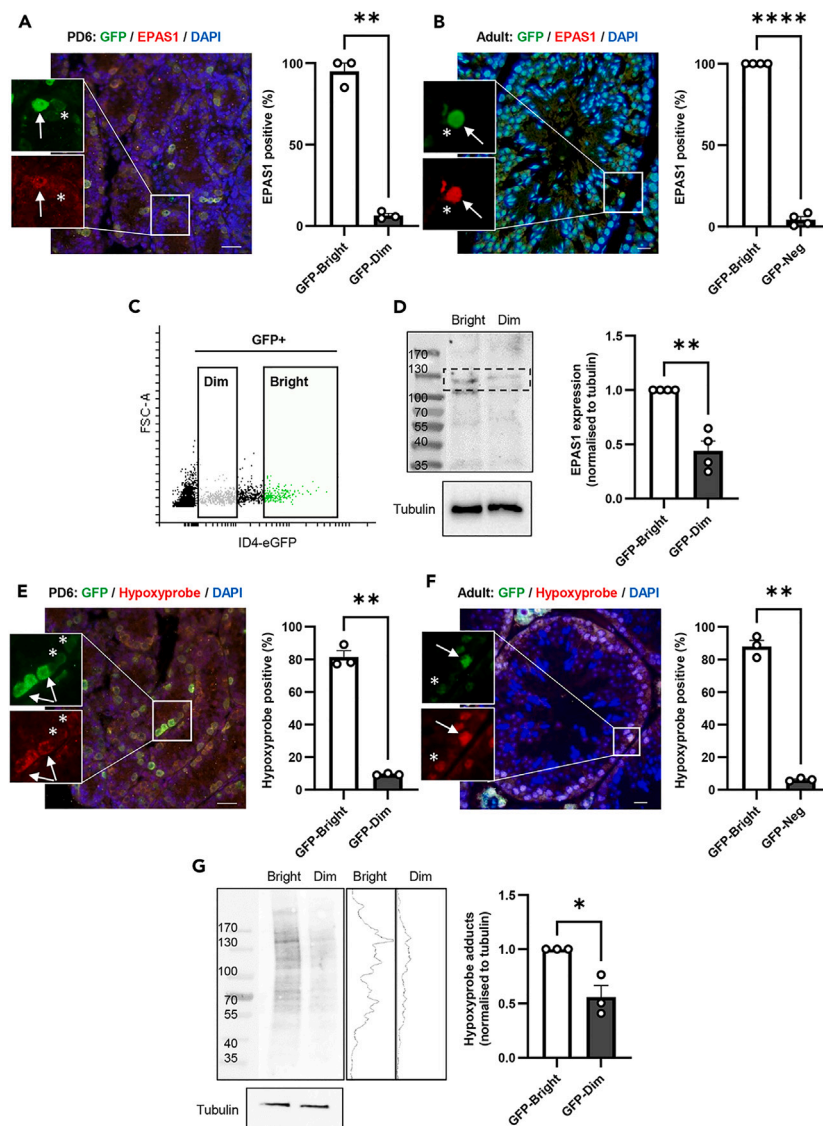 A
PD6: GFP / EPAS1 / DAPI
*
*
**
EPAS1 positive (%)
100
50
0
GFP-Bright
GFP-Dim
B
Adult: GFP / EPAS1 / DAPI
*
*
****
EPAS1 positive (%)
100
50
0
GFP-Bright
GFP-Neg
C
GFP+
Dim
Bright
FSC-A
ID4-eGFP
D
Bright Dim
170
130
100
70
55
40
35
Tubulin
**
EPAS1 expression
(normalised to tubulin)
1.5
1.0
0.5
0.0
GFP-Bright
GFP-Dim
E
PD6: GFP / Hypoxyprobe / DAPI
*
*
*
*
**
Hypoxyprobe positive (%)
100
80
60
40
20
0
GFP-Bright
GFP-Dim
F
Adult: GFP / Hypoxyprobe / DAPI
*
*
**
Hypoxyprobe positive (%)
100
80
60
40
20
0
GFP-Bright
GFP-Neg
G
Bright Dim Bright Dim
170
130
100
70
55
40
35
Tubulin
*
Hypoxyprobe adducts
(normalised to tubulin)
1.5
1.0
0.5
0.0
GFP-Bright
GFP-Dim